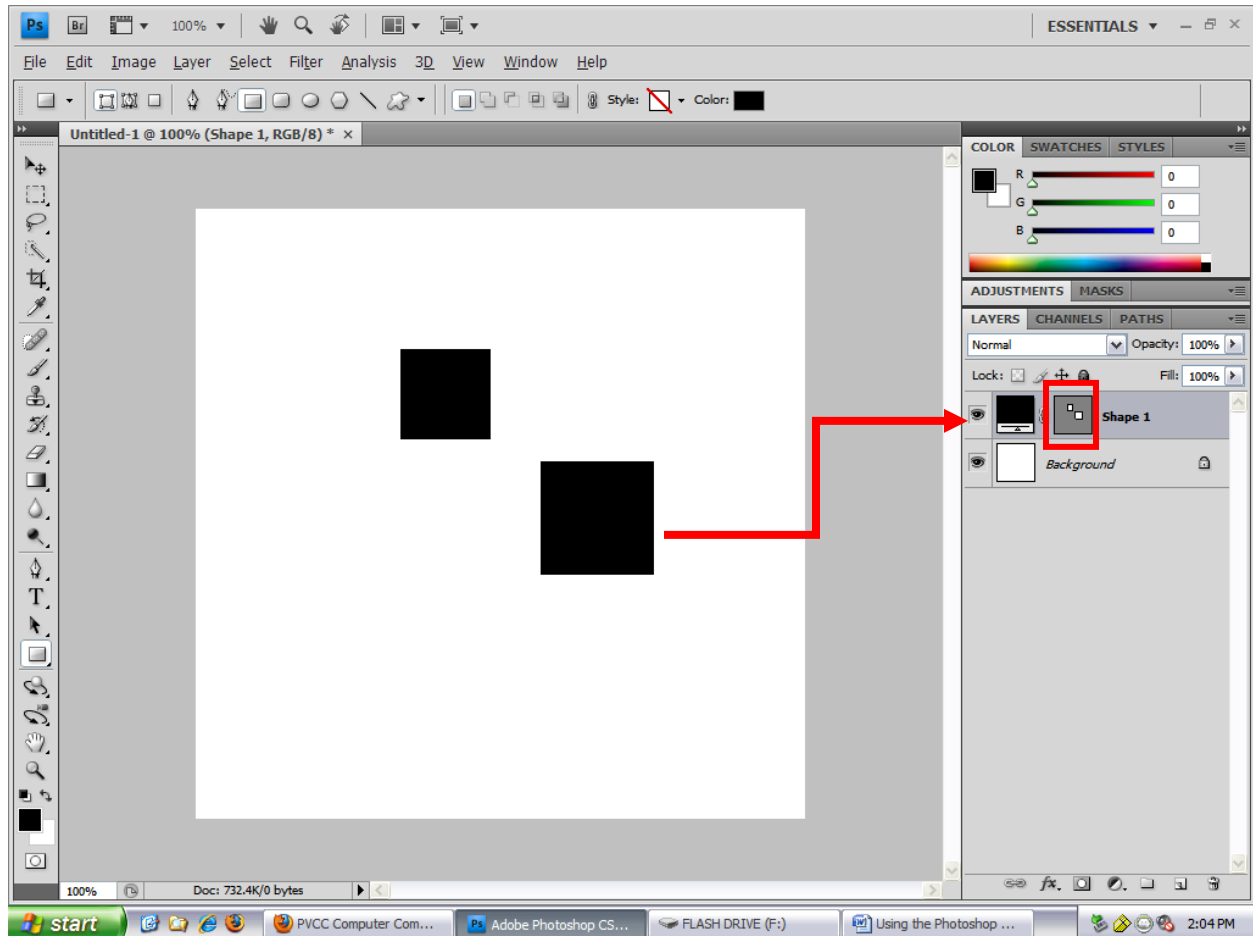 Ps Br 100% ESSENTIALS
File Edit Image Layer Select Filter Analysis 3D View Window Help
Style: Color:
Untitled-1 @ 100% (Shape 1, RGB/8) * ×
COLOR SWATCHES STYLES
R 0
G 0
B 0
ADJUSTMENTS MASKS
LAYERS CHANNELS PATHS
Normal Opacity: 100%
Lock: Fill: 100%
Shape 1
Background
T
100% Doc: 732.4K/0 bytes
fx.
start PVCC Computer Com... Ps Adobe Photoshop CS... FLASH DRIVE (F:) Using the Photoshop ... 2:04 PM